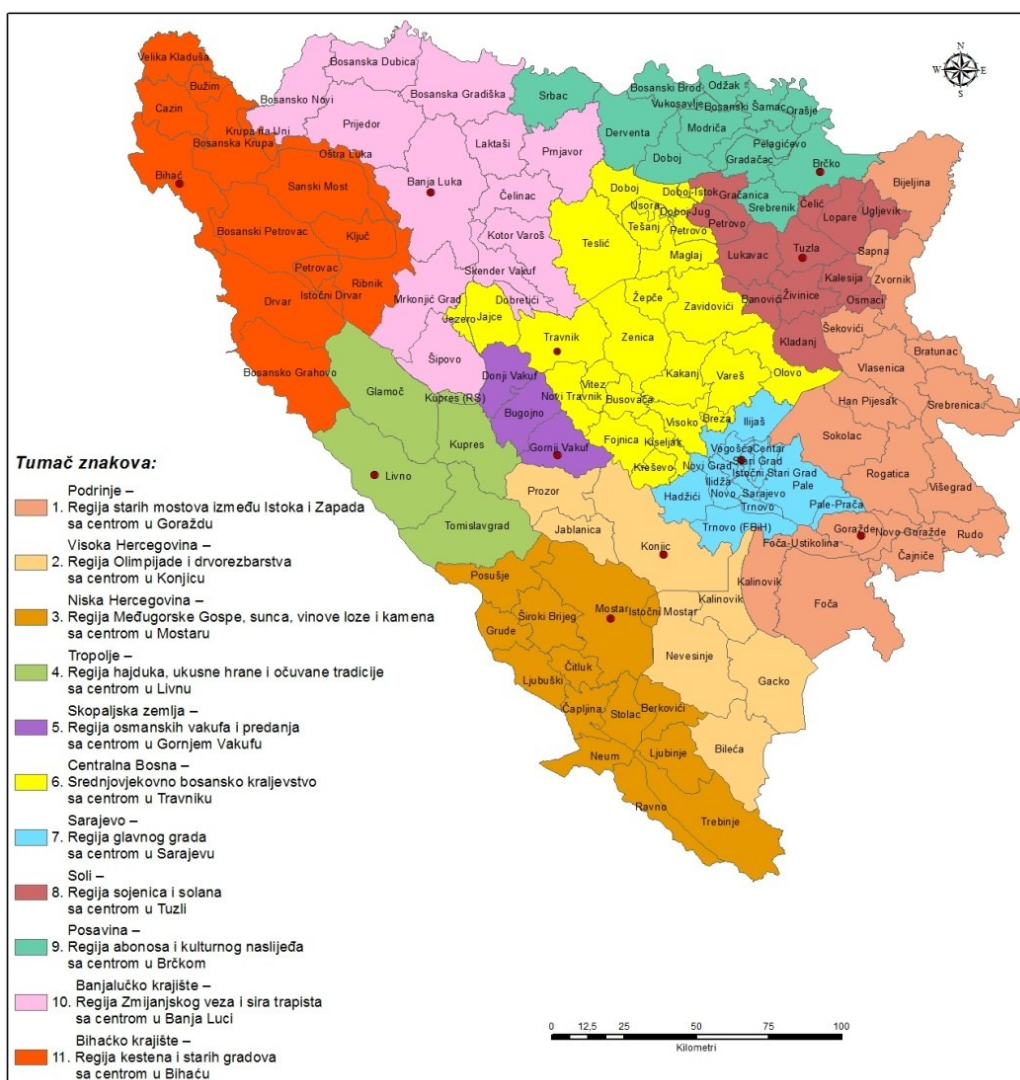 N
W E
S
Velika Kladuša
Bužim
Cazin
Krupa na Uni
Bosanska Krupa
Bihać
Bosanska Dubica
Bosansko Novi
Bosanska Gradiška
Prijedor
Oštra Luka
Sanski Most
Laktaši
Prnjavor
Banja Luka
Čelinac
Kotor Varoš
Skender Vakuf
Dobretići
Mrkonjić Grad
Šipovo
Bosanski Petrovac
Ključ
Petrovac
Ribnik
Istočni Drvar
Drvar
Bosansko Grahovo
Srbac
Bosanski Brod
Odžak
Vukosavlje
Bosanski Šamac
Orašje
Derventa
Modriča
Pelagićevo
Doboj
Gradačac
Brčko
Srebrenik
Bijeljina
Doboj
Doboj-Istok
Gračanica
Usora
Doboj-Jug
Tešanj
Petrovo
Petrovo
Teslić
Maglaj
Čelić
Lopare
Ugljevik
Tuzla
Lukavac
Sapna
Zvornik
Kalesija
Banovići
Živinice
Osmaci
Kladanj
Šekovići
Žepče
Zavidovići
Jezero
Jajce
Travnik
Zenica
Kakanj
Vareš
Olovo
Vitez
Novi Travnik
Busovača
Visoko
Breza
Fojnica
Kiseljak
Kreševo
Donji Vakuf
Bugojno
Gornji Vakuf
Glamoč
Kupres (RS)
Kupres
Livno
Tomislavgrad
Bratunac
Vlasenica
Han Pijesak
Srebrenica
Sokolac
Rogatica
Višegrad
Ilijaš
Vogošća
Centar
Stari Grad
Novi Grad
Istočni Stari Grad
Ilidža
Pale
Hadžići
Novo Sarajevo
Trnovo
Pale-Prača
Trnovo (FBiH)
Goražde
Novo Goražde
Rudo
Foča-Ustikolina
Čajniče
Kalinovik
Foča
Prozor
Jablanica
Konjic
Kalinovik
Nevesinje
Gacko
Bileća
Posušje
Mostar
Istočni Mostar
Široki Brijeg
Grude
Čitluk
Ljubuški
Čapljina
Stolac
Berkovići
Neum
Ljubinje
Ravno
Trebinje
Tumač znakova:
Podrinje –
1. Regija starih mostova između Istoka i Zapada
sa centrom u Goraždu
Visoka Hercegovina –
2. Regija Olimpijade i drvorezbarstva
sa centrom u Konjicu
Niska Hercegovina –
3. Regija Međugorske Gospe, sunca, vinove loze i kamena
sa centrom u Mostaru
Tropolje –
4. Regija hajduka, ukusne hrane i očuvane tradicije
sa centrom u Livnu
Skopaljska zemlja –
5. Regija osmanskih vakufa i predanja
sa centrom u Gornjem Vakufu
Centralna Bosna –
6. Srednjovjekovno bosansko kraljevstvo
sa centrom u Travniku
Sarajevo –
7. Regija glavnog grada
sa centrom u Sarajevu
Soli –
8. Regija sojenica i solana
sa centrom u Tuzli
Posavina –
9. Regija abonosa i kulturnog naslijeđa
sa centrom u Brčkom
Banjalučko krajište –
10. Regija Zmijanjskog veza i sira trapista
sa centrom u Banja Luci
Bihaćko krajište –
11. Regija kestena i starih gradova
sa centrom u Bihaću
0 12,5 25 50 75 100
Kilometri